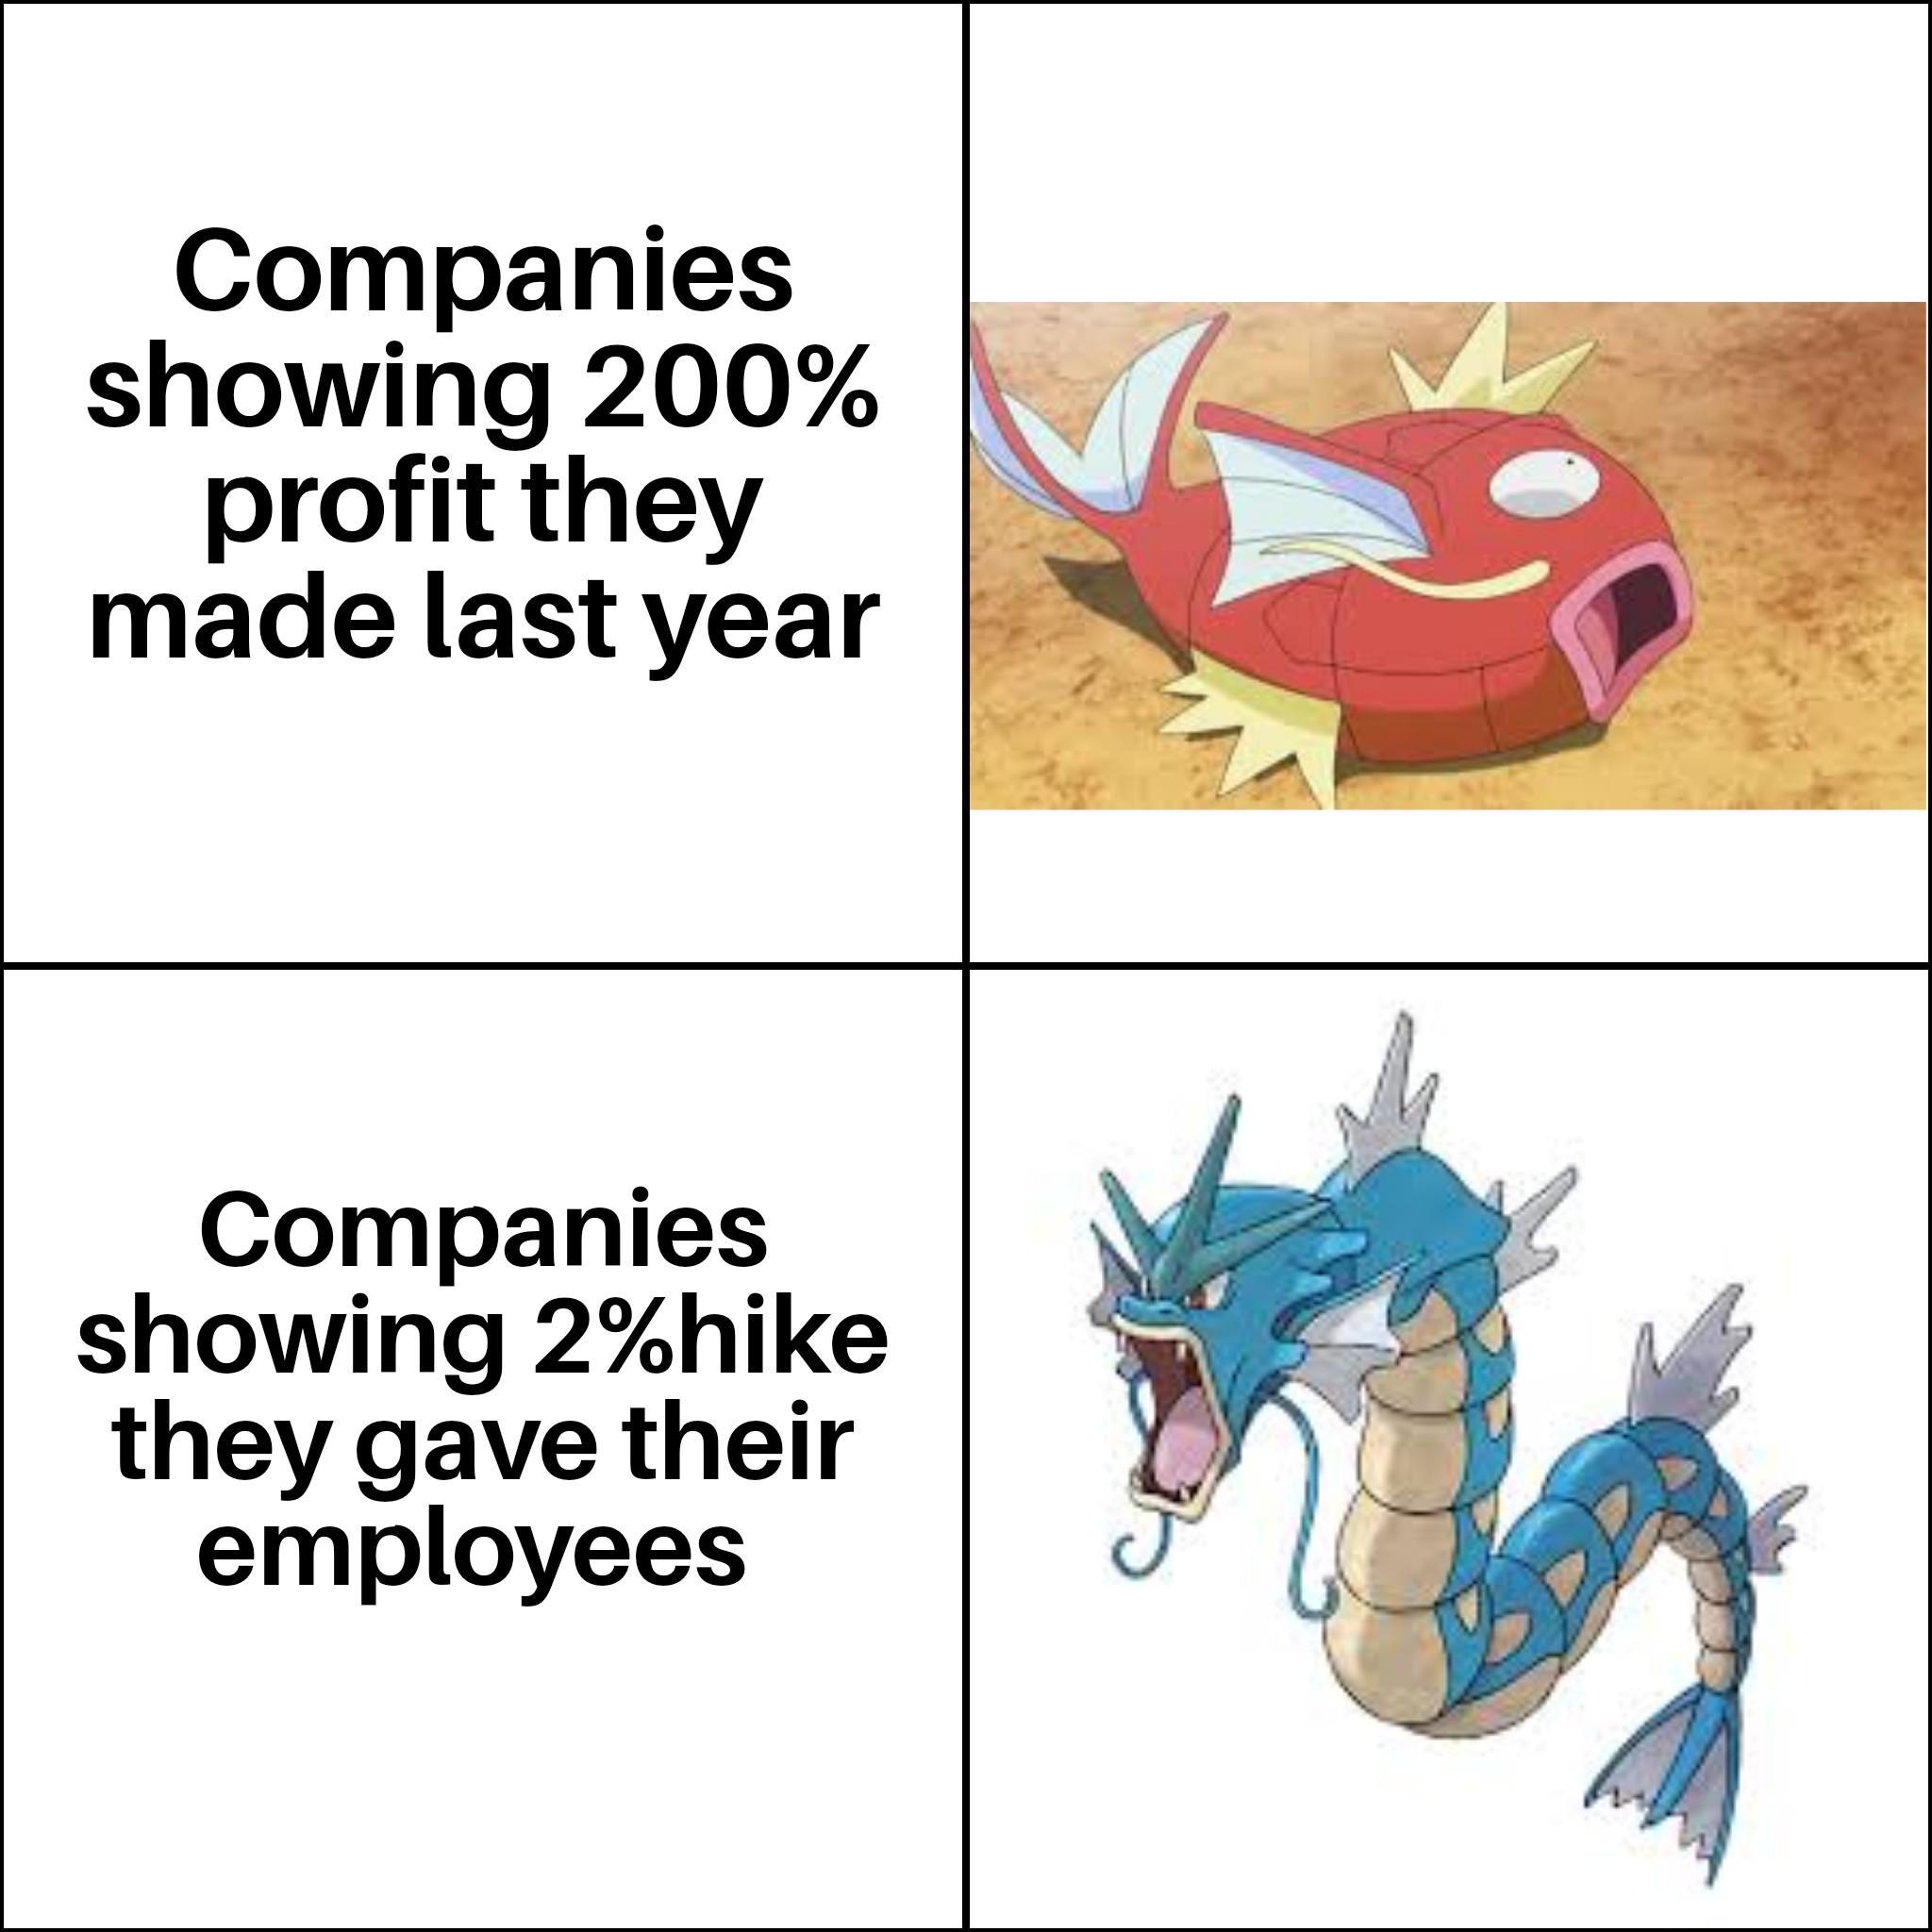 Companies
showing 200%
profit they
made last year
Companies
showing 2%hike
they gave their
employees